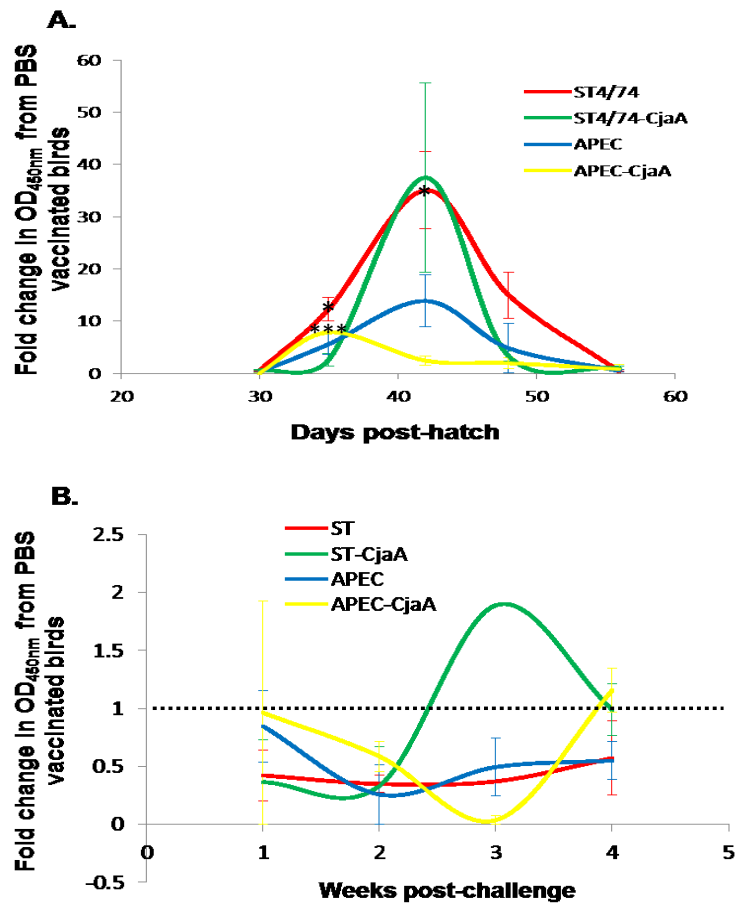 A.
Fold change in OD450nm from PBS
vaccinated birds
60
50
40
30
20
10
0
ST4/74
ST4/74-CjaA
APEC
APEC-CjaA
*
*
***
20
30
40
50
60
Days post-hatch
B.
Fold change in OD450nm from PBS
vaccinated birds
2.5
2
1.5
1
0.5
0
-0.5
ST
ST-CjaA
APEC
APEC-CjaA
0
1
2
3
4
5
Weeks post-challenge